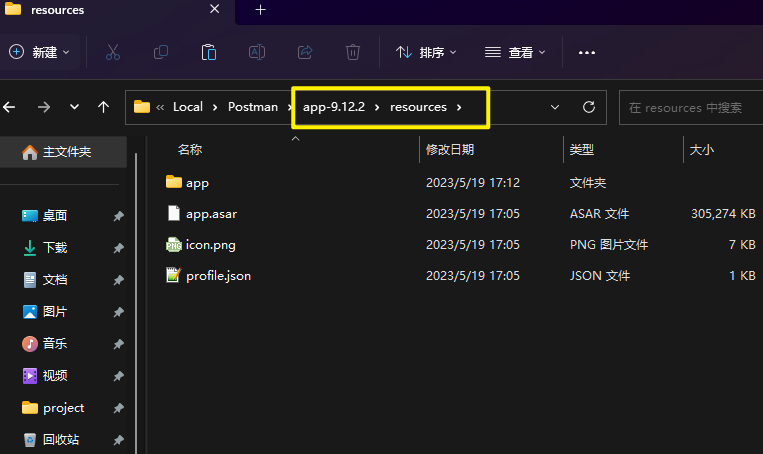 resources
新建
排序
查看
Local Postman app-9.12.2 resources
在 resources 中搜索
主文件夹
桌面
下载
文档
图片
音乐
视频
project
回收站
名称 修改日期 类型 大小
app 2023/5/19 17:12 文件夹
app.asar 2023/5/19 17:05 ASAR 文件 305,274 KB
icon.png 2023/5/19 17:05 PNG 图片文件 7 KB
profile.json 2023/5/19 17:05 JSON 文件 1 KB